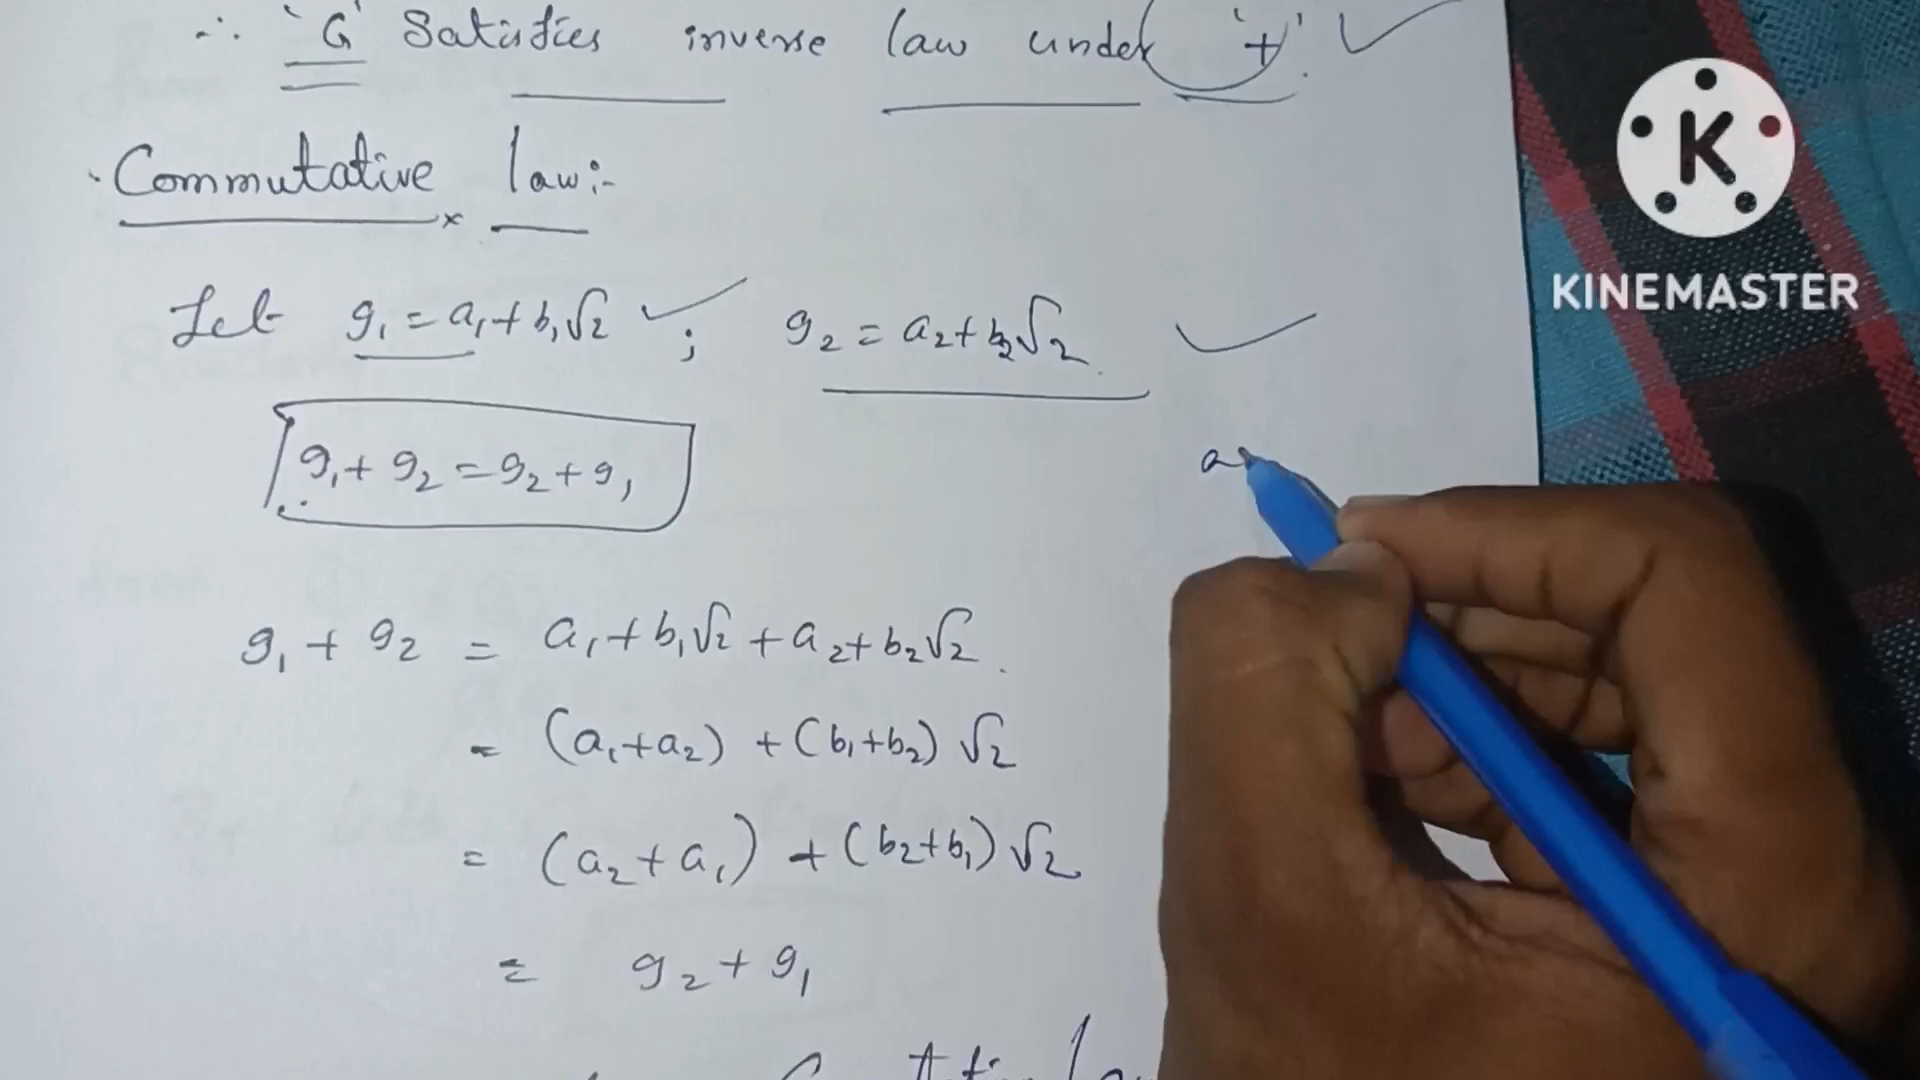 ∴ 'G' Satisfies inverse law under '+'.
K
KINEMASTER
Commutative law:-
Let g₁ = a₁ + b₁√2 ; g₂ = a₂ + b₂√2.
g₁ + g₂ = g₂ + g₁
a
g₁ + g₂ = a₁ + b₁√2 + a₂ + b₂√2.
= (a₁+a₂) + (b₁+b₂) √2
= (a₂+a₁) + (b₂+b₁) √2
= g₂ + g₁